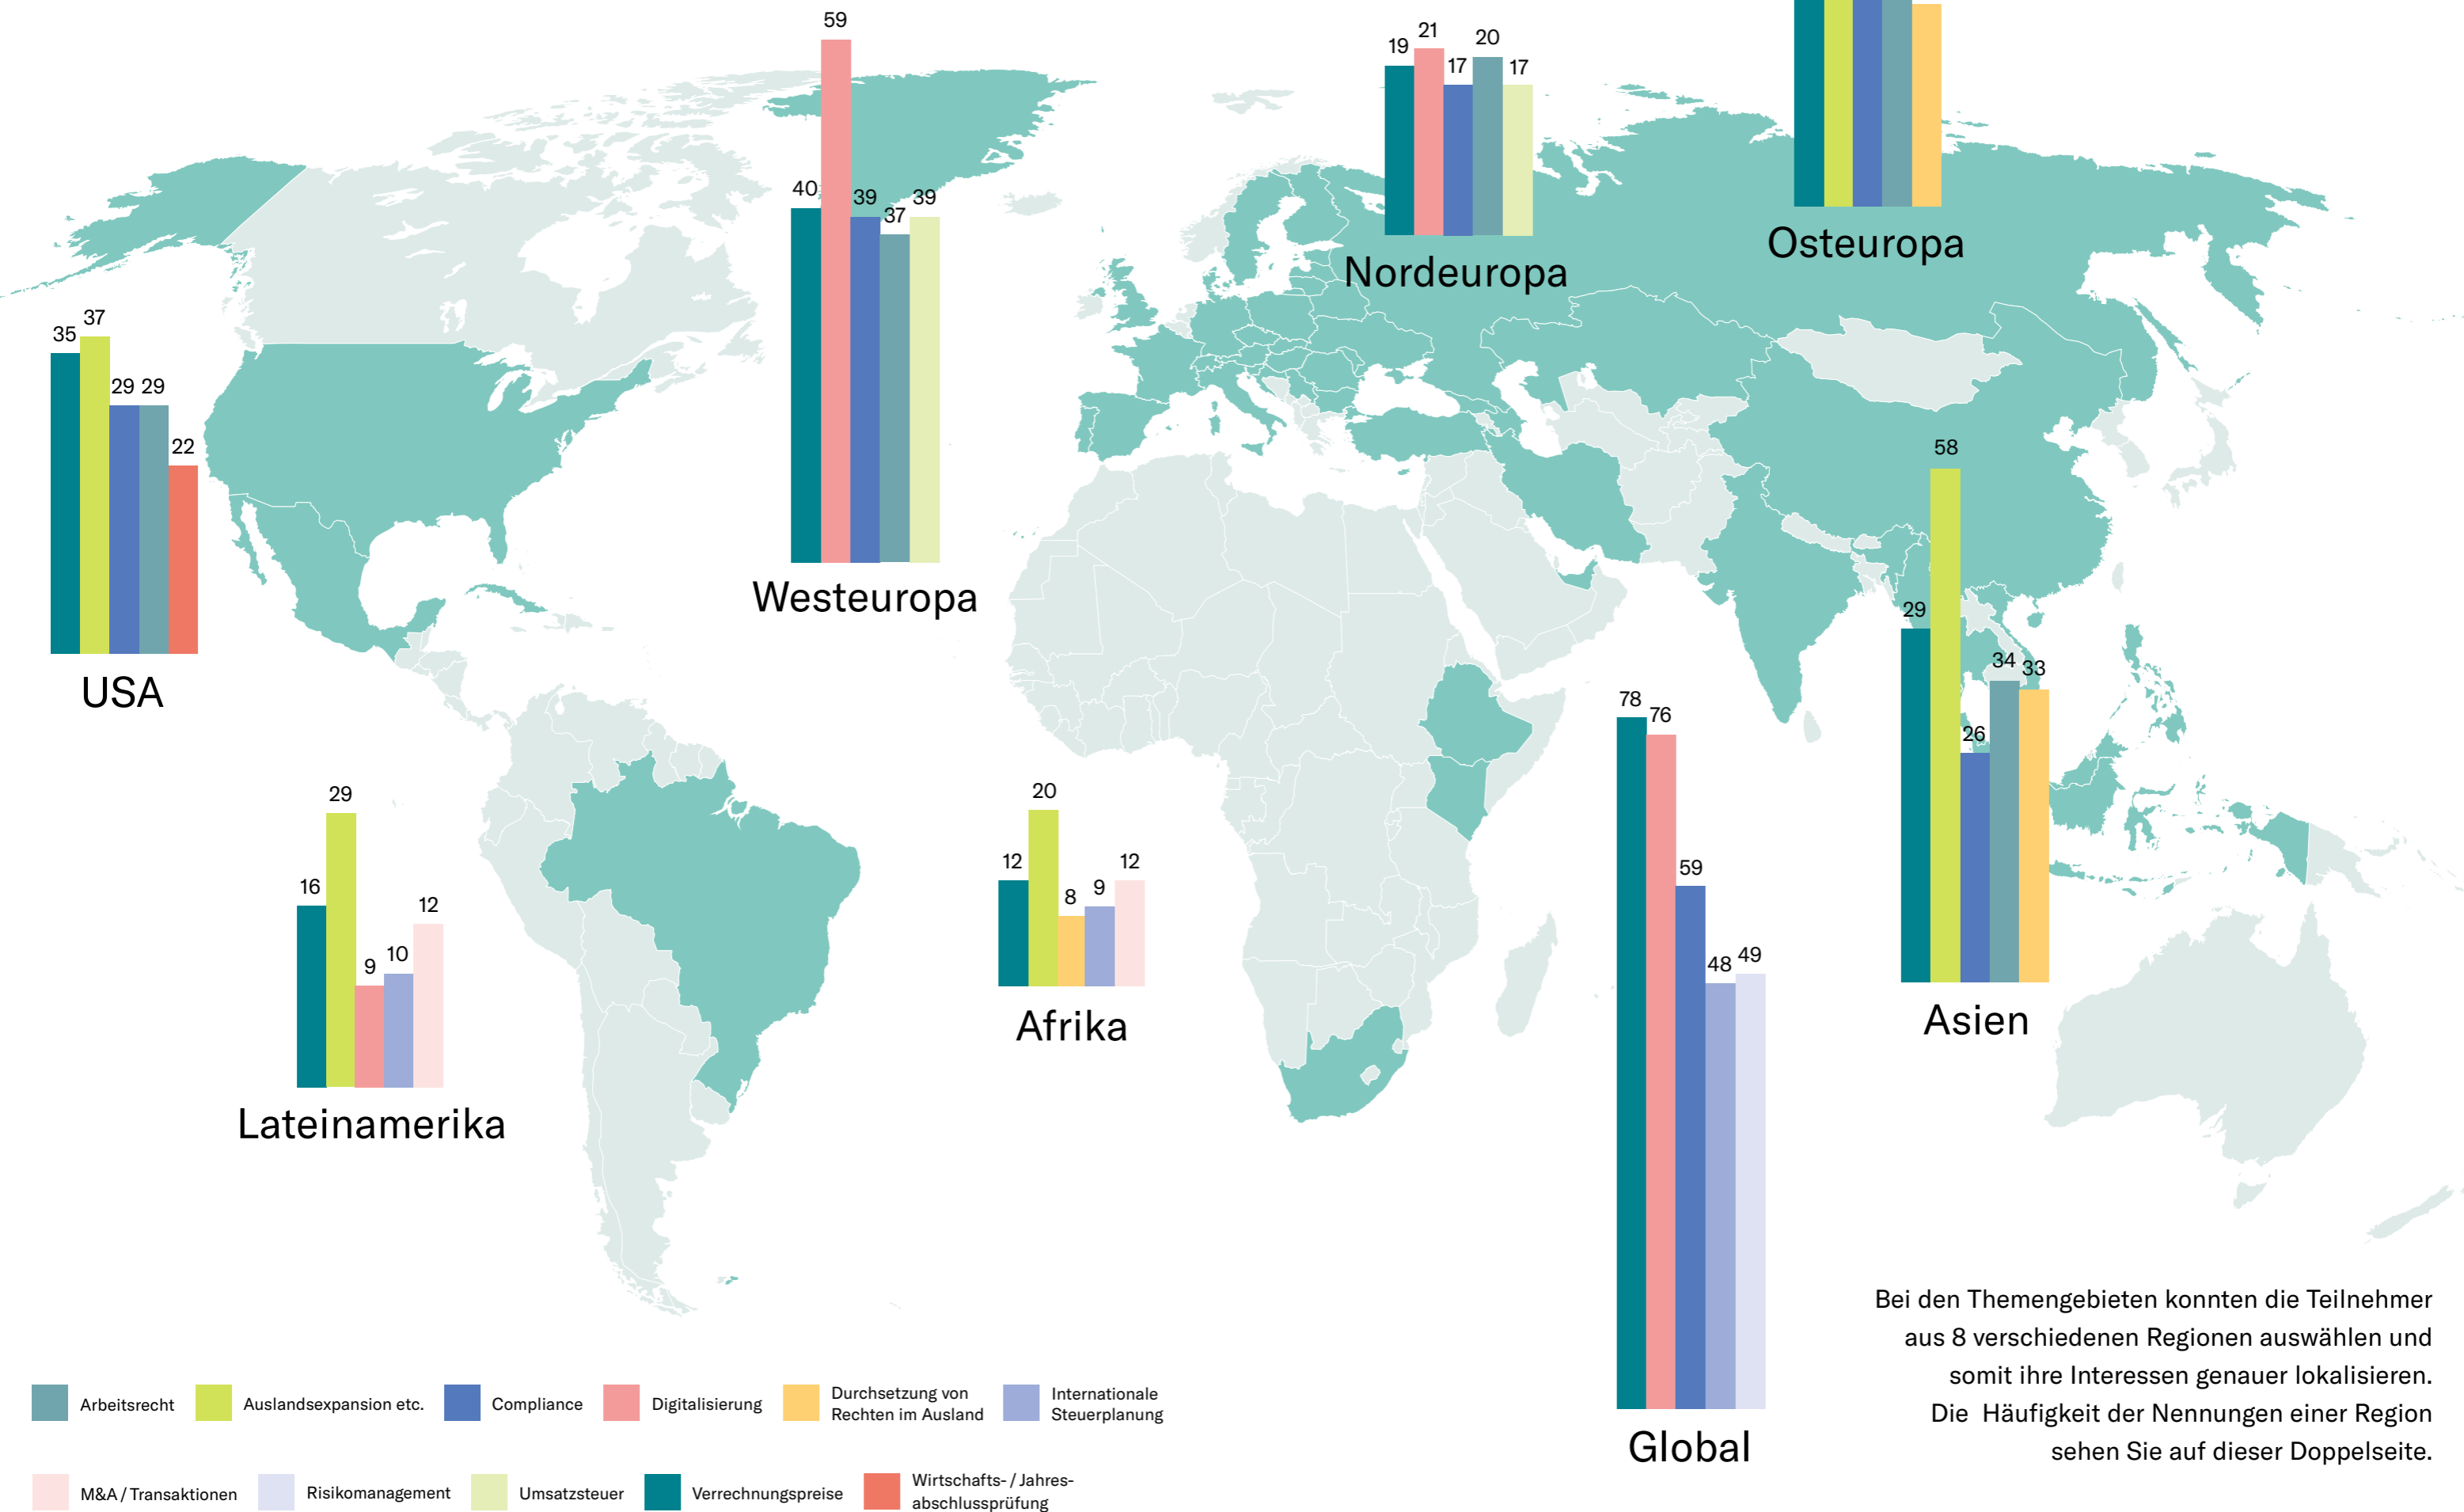 59
40
39
37
39
Westeuropa
19
21
17
20
17
Nordeuropa
Osteuropa
35
37
29
29
22
USA
29
58
26
34
33
Asien
16
29
9
10
12
Lateinamerika
12
20
8
9
12
Afrika
78
76
59
48
49
Global
Bei den Themengebieten konnten die Teilnehmer
aus 8 verschiedenen Regionen auswählen und
somit ihre Interessen genauer lokalisieren.
Die Häufigkeit der Nennungen einer Region
sehen Sie auf dieser Doppelseite.
Arbeitsrecht
Auslandsexpansion etc.
Compliance
Digitalisierung
Durchsetzung von
Rechten im Ausland
Internationale
Steuerplanung
M&A / Transaktionen
Risikomanagement
Umsatzsteuer
Verrechnungspreise
Wirtschafts- / Jahres-
abschlussprüfung